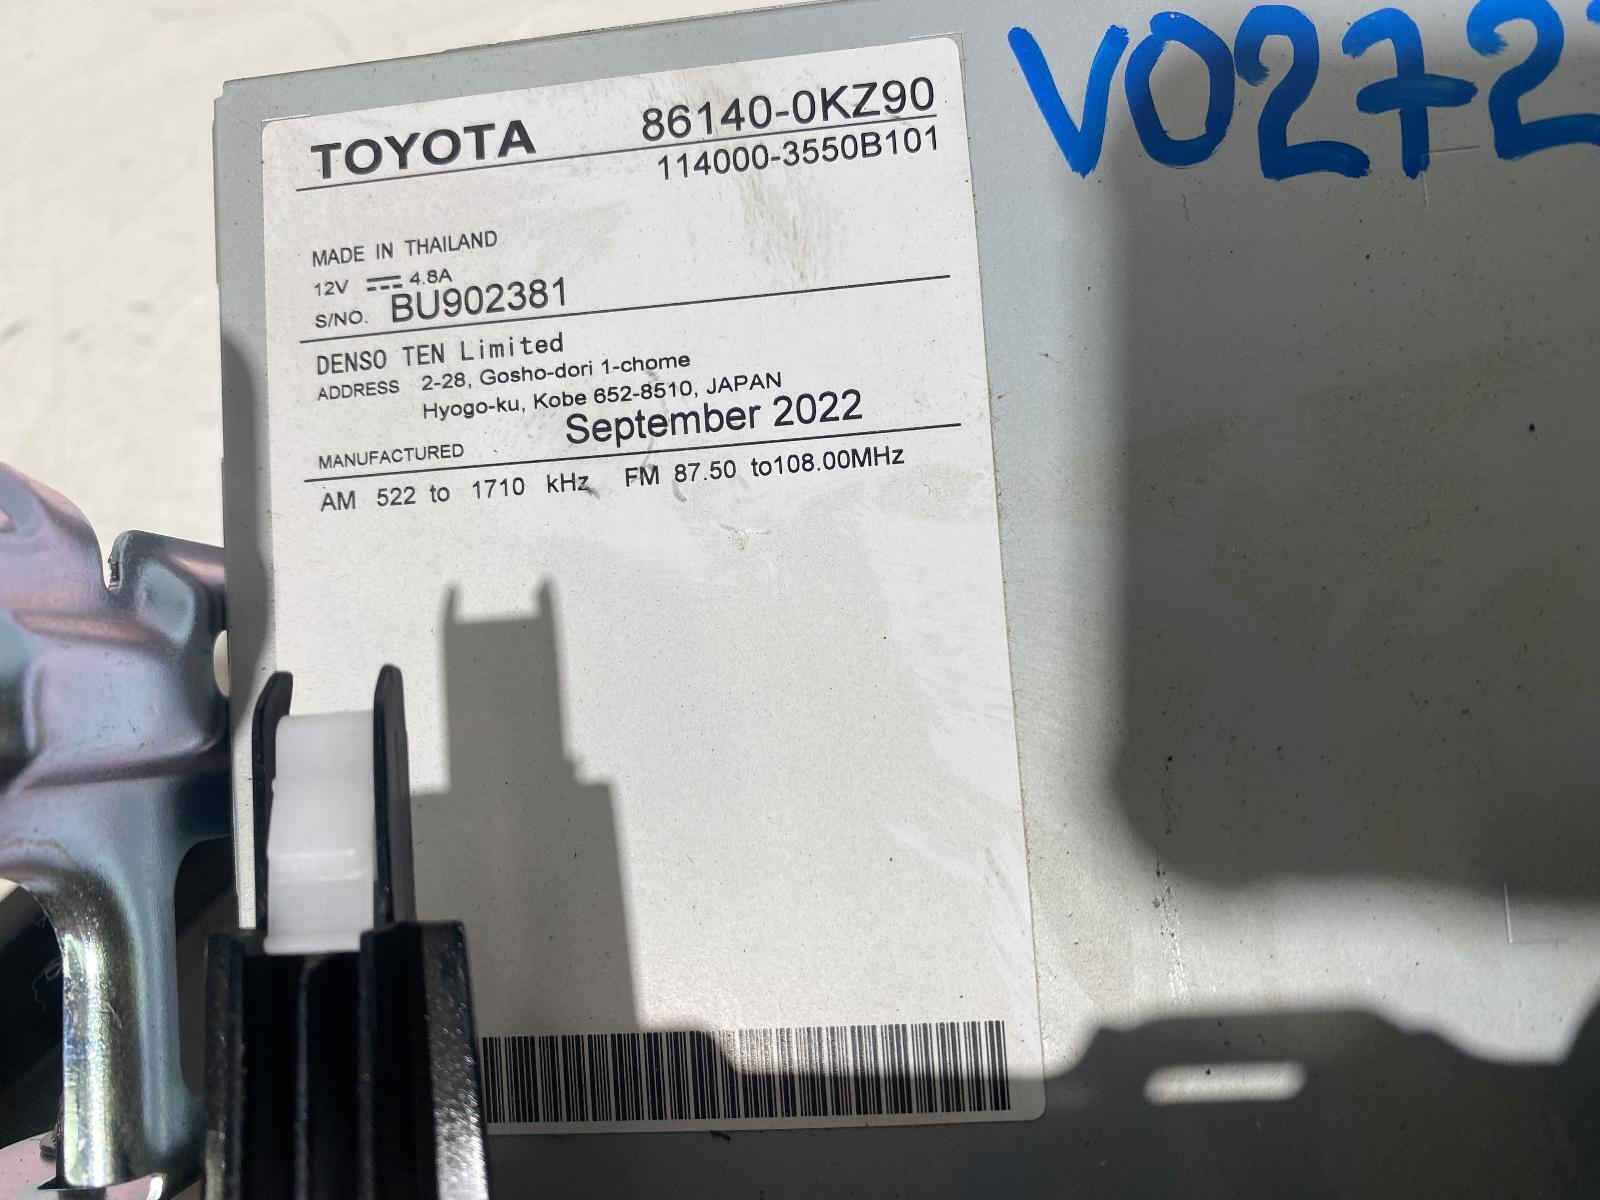 TOYOTA 86140-0KZ90
114000-3550B101
MADE IN THAILAND
12V 4.8A
S/NO. BU902381
DENSO TEN Limited
ADDRESS 2-28, Gosho-dori 1-chome
Hyogo-ku, Kobe 652-8510, JAPAN
MANUFACTURED September 2022
AM 522 to 1710 kHz FM 87.50 to108.00MHz